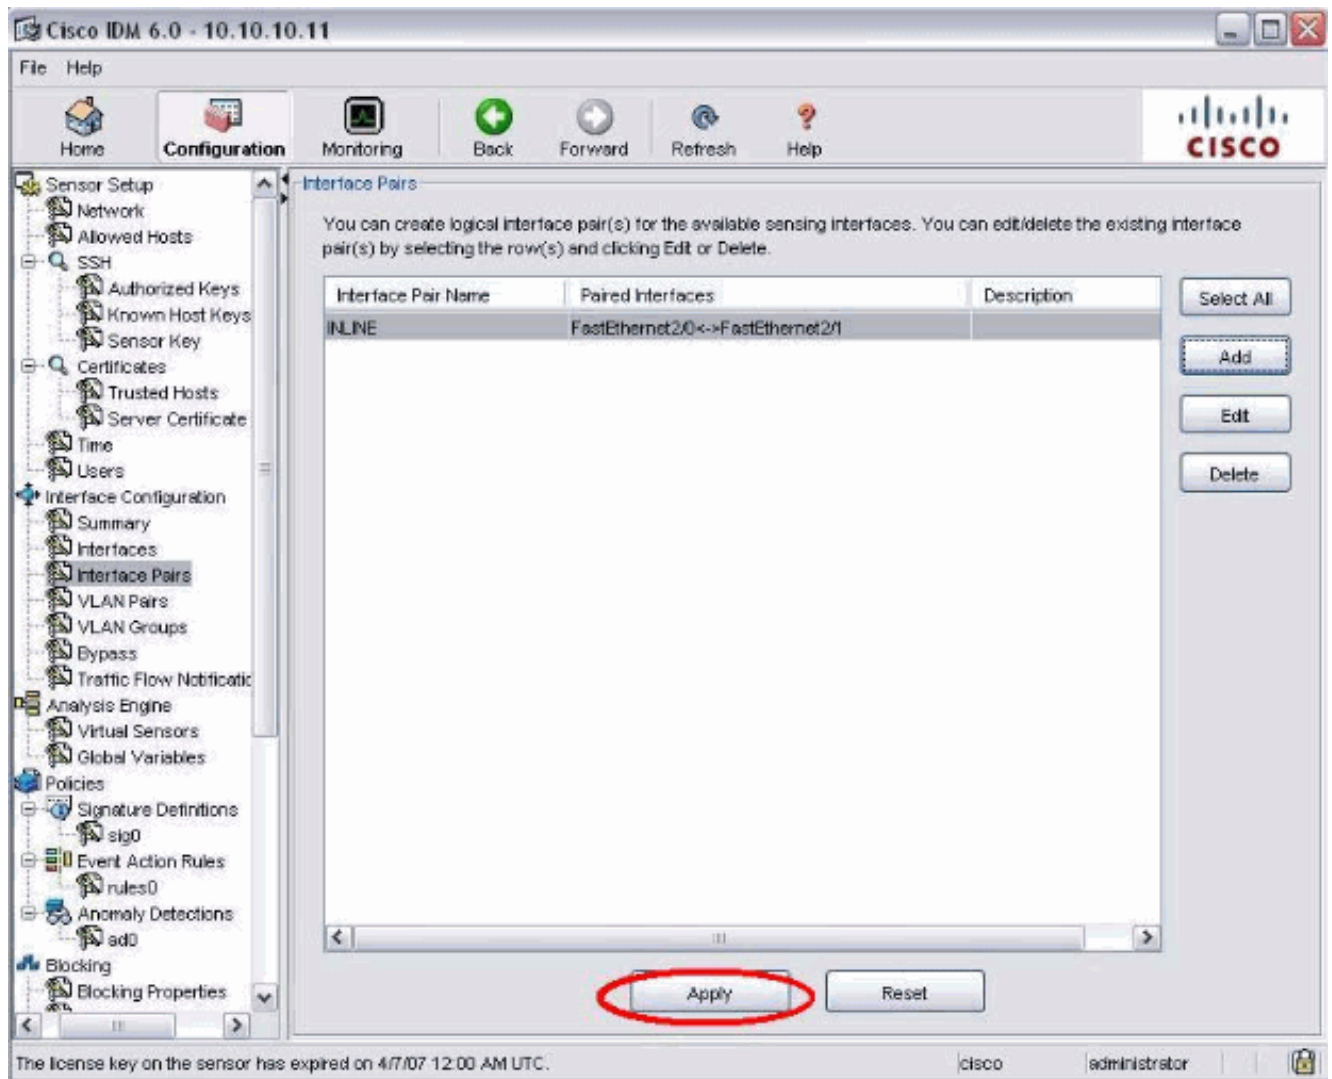 Cisco IDM 6.0 - 10.10.10.11
File Help
Home Configuration Monitoring Back Forward Refresh Help
CISCO
Sensor Setup
Network
Allowed Hosts
SSH
Authorized Keys
Known Host Keys
Sensor Key
Certificates
Trusted Hosts
Server Certificate
Time
Users
Interface Configuration
Summary
Interfaces
Interface Pairs
VLAN Pairs
VLAN Groups
Bypass
Traffic Flow Notificatic
Analysis Engine
Virtual Sensors
Global Variables
Policies
Signature Definitions
sig0
Event Action Rules
rules0
Anomaly Detections
ad0
Blocking
Blocking Properties
Interface Pairs
You can create logical interface pair(s) for the available sensing interfaces. You can edit/delete the existing interface
pair(s) by selecting the row(s) and clicking Edit or Delete.
Interface Pair Name Paired Interfaces Description
INLINE FastEthernet2/0<->FastEthernet2/1
Select All
Add
Edit
Delete
Apply Reset
The license key on the sensor has expired on 4/7/07 12:00 AM UTC. cisco administrator